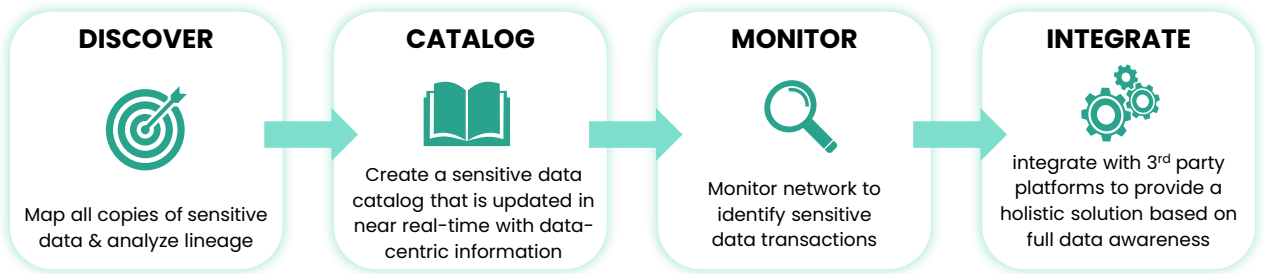 DISCOVER
Map all copies of sensitive
data & analyze lineage
CATALOG
Create a sensitive data
catalog that is updated in
near real-time with data-
centric information
MONITOR
Monitor network to
identify sensitive
data transactions
INTEGRATE
integrate with 3rd party
platforms to provide a
holistic solution based on
full data awareness